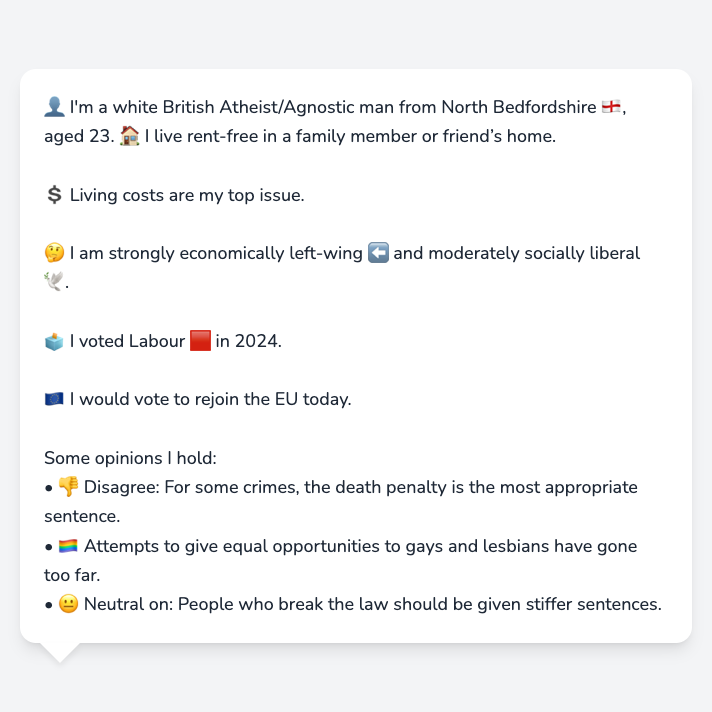 👤 I'm a white British Atheist/Agnostic man from North Bedfordshire 🏴󠁧󠁢󠁥󠁮󠁧󠁿,
aged 23. 🏠 I live rent-free in a family member or friend’s home.
💲 Living costs are my top issue.
🤔 I am strongly economically left-wing ⬅️ and moderately socially liberal
🕊️.
🗳️ I voted Labour 🟥 in 2024.
🇪🇺 I would vote to rejoin the EU today.
Some opinions I hold:
• 👎 Disagree: For some crimes, the death penalty is the most appropriate
sentence.
• 🏳️‍🌈 Attempts to give equal opportunities to gays and lesbians have gone
too far.
• 😐 Neutral on: People who break the law should be given stiffer sentences.